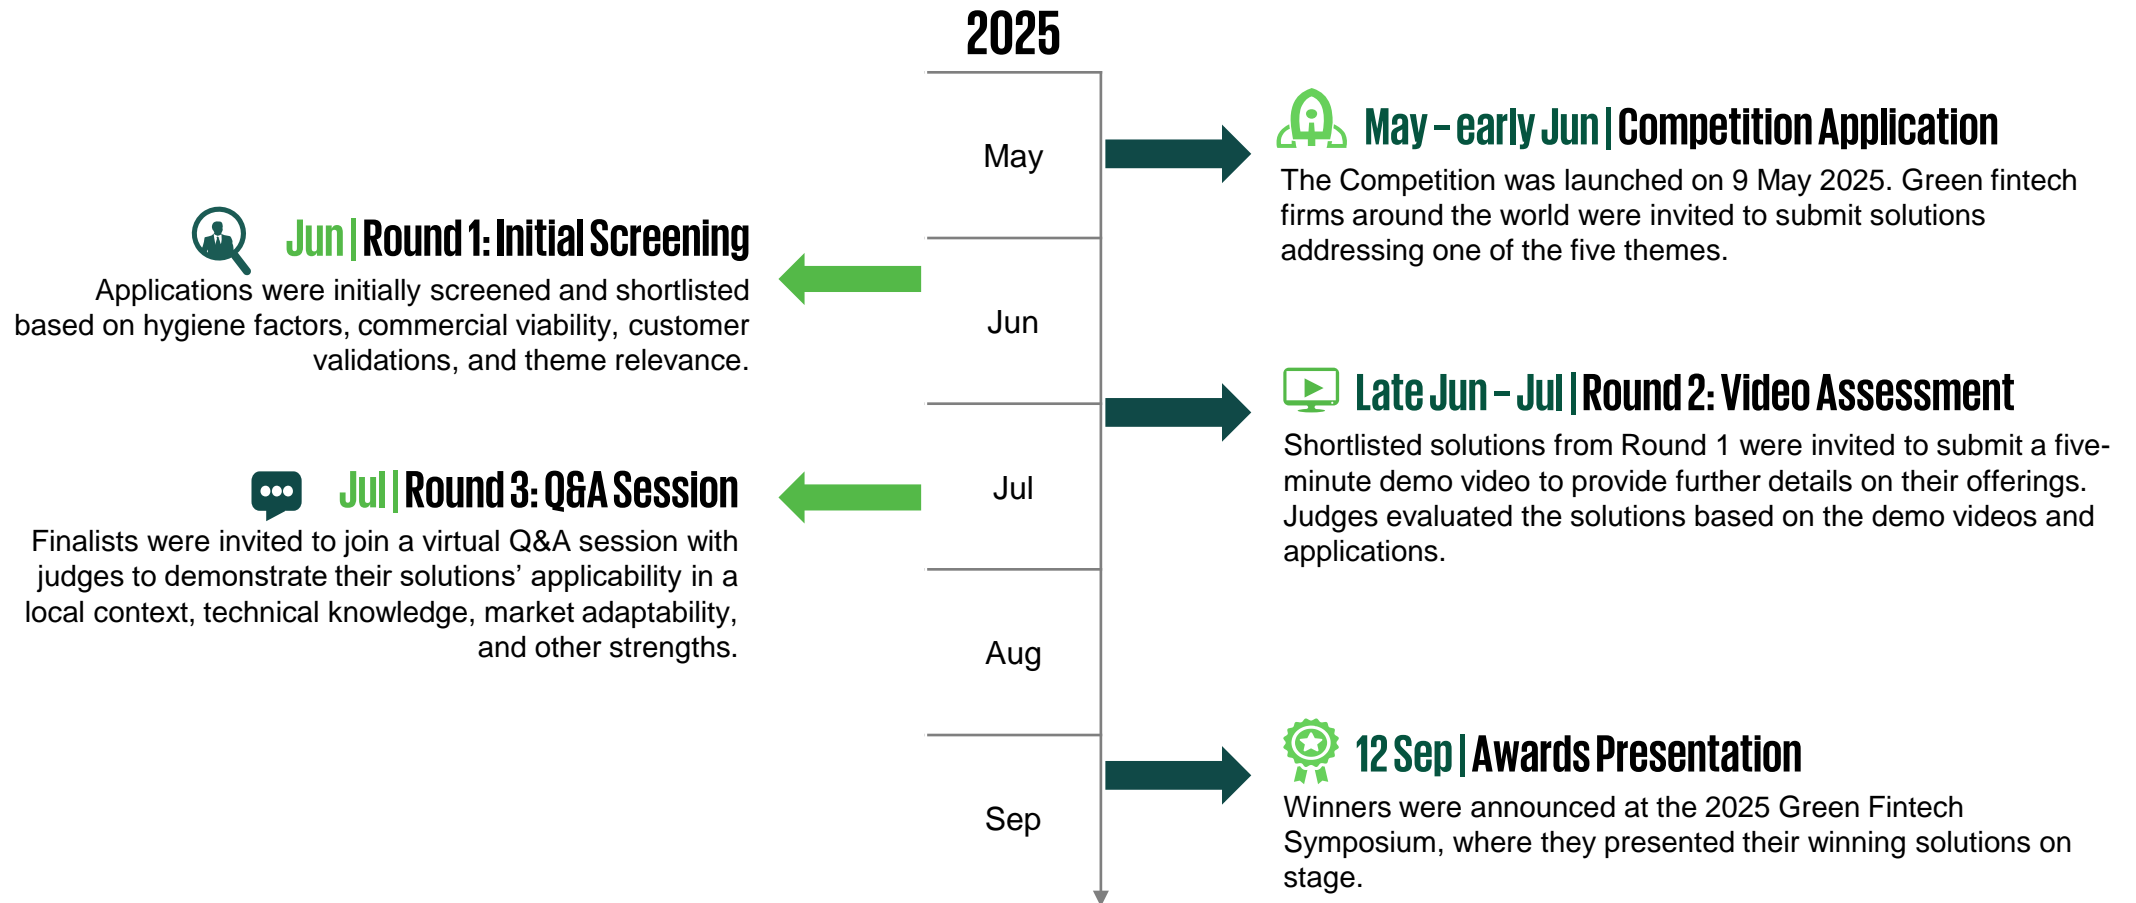 2025
May
Jun
Jul
Aug
Sep
May – early Jun | Competition Application
The Competition was launched on 9 May 2025. Green fintech
firms around the world were invited to submit solutions
addressing one of the five themes.
Jun | Round 1: Initial Screening
Applications were initially screened and shortlisted
based on hygiene factors, commercial viability, customer
validations, and theme relevance.
Late Jun – Jul | Round 2: Video Assessment
Shortlisted solutions from Round 1 were invited to submit a five-
minute demo video to provide further details on their offerings.
Judges evaluated the solutions based on the demo videos and
applications.
Jul | Round 3: Q&A Session
Finalists were invited to join a virtual Q&A session with
judges to demonstrate their solutions’ applicability in a
local context, technical knowledge, market adaptability,
and other strengths.
12 Sep | Awards Presentation
Winners were announced at the 2025 Green Fintech
Symposium, where they presented their winning solutions on
stage.